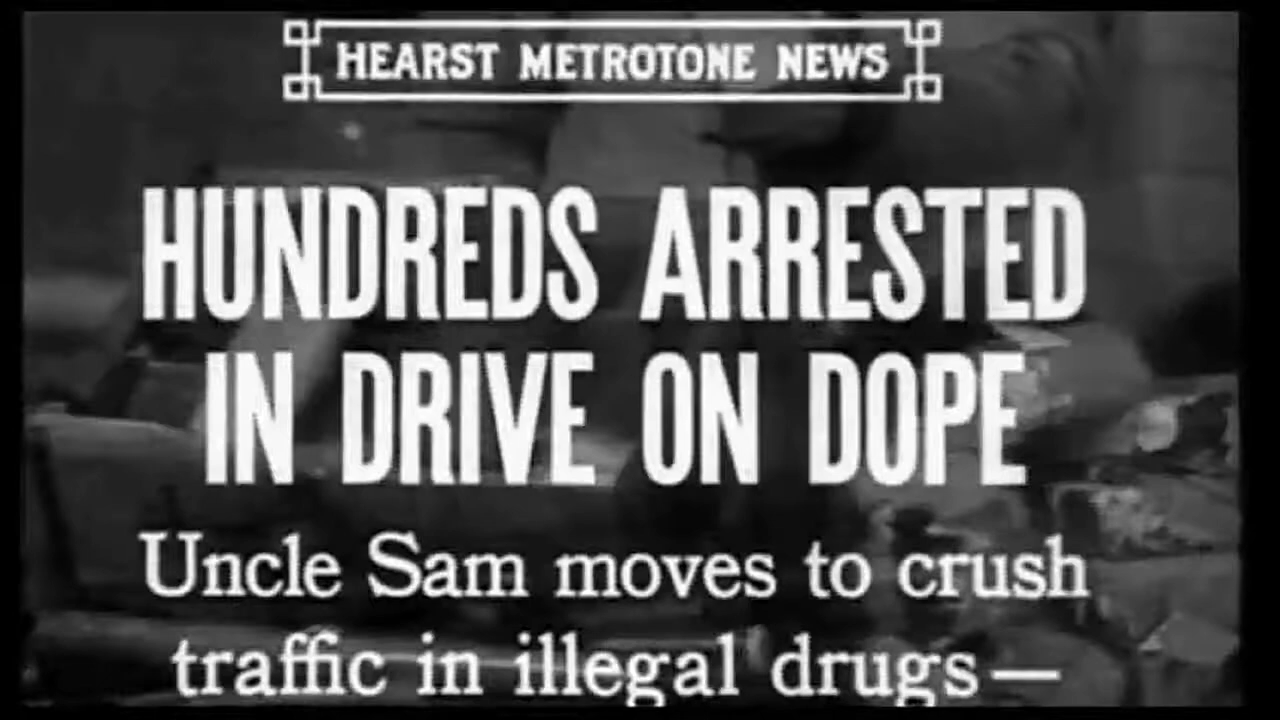 HEARST METROTONE NEWS
HUNDREDS ARRESTED
IN DRIVE ON DOPE
Uncle Sam moves to crush
traffic in illegal drugs—